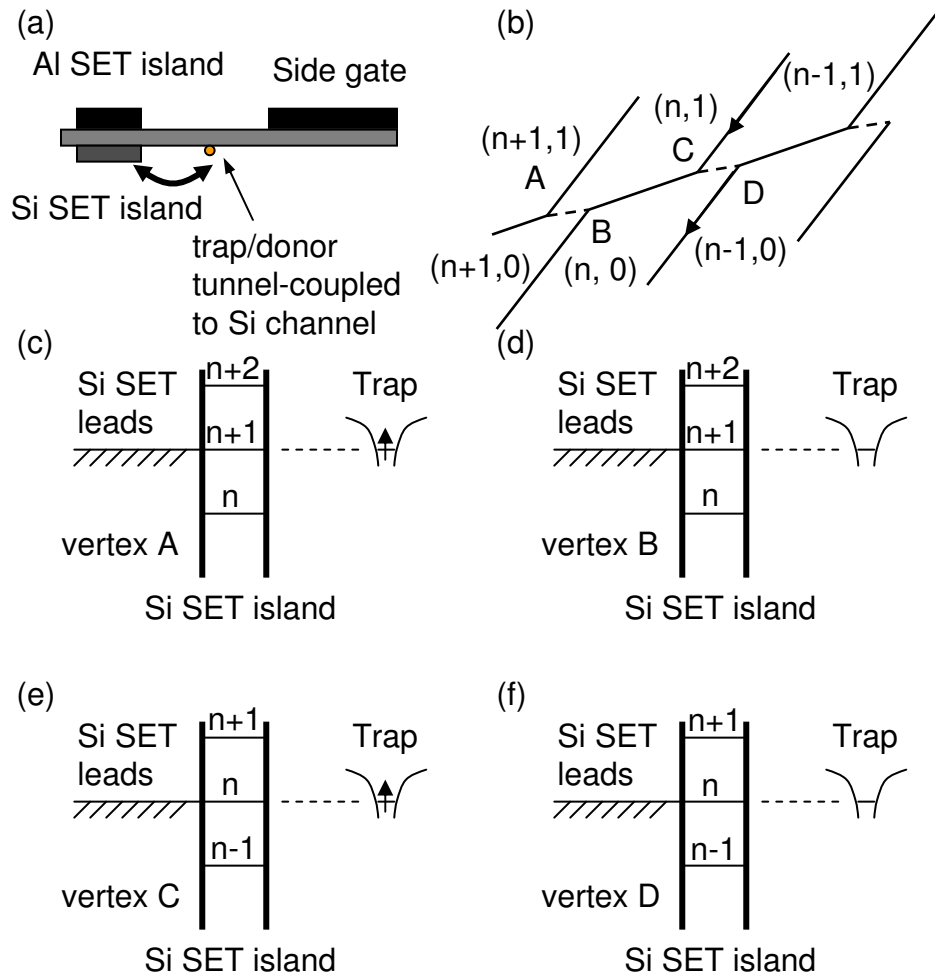 (a)
Al SET island
Side gate
Si SET island
trap/donor
tunnel-coupled
to Si channel
(b)
(n-1,1)
(n,1)
(n+1,1)
C
A
D
B
(n+1,0)
(n, 0)
(n-1,0)
(c)
Si SET
leads
n+2
n+1
n
Trap
vertex A
Si SET island
(d)
Si SET
leads
n+2
n+1
n
Trap
vertex B
Si SET island
(e)
Si SET
leads
n+1
n
n-1
Trap
vertex C
Si SET island
(f)
Si SET
leads
n+1
n
n-1
Trap
vertex D
Si SET island